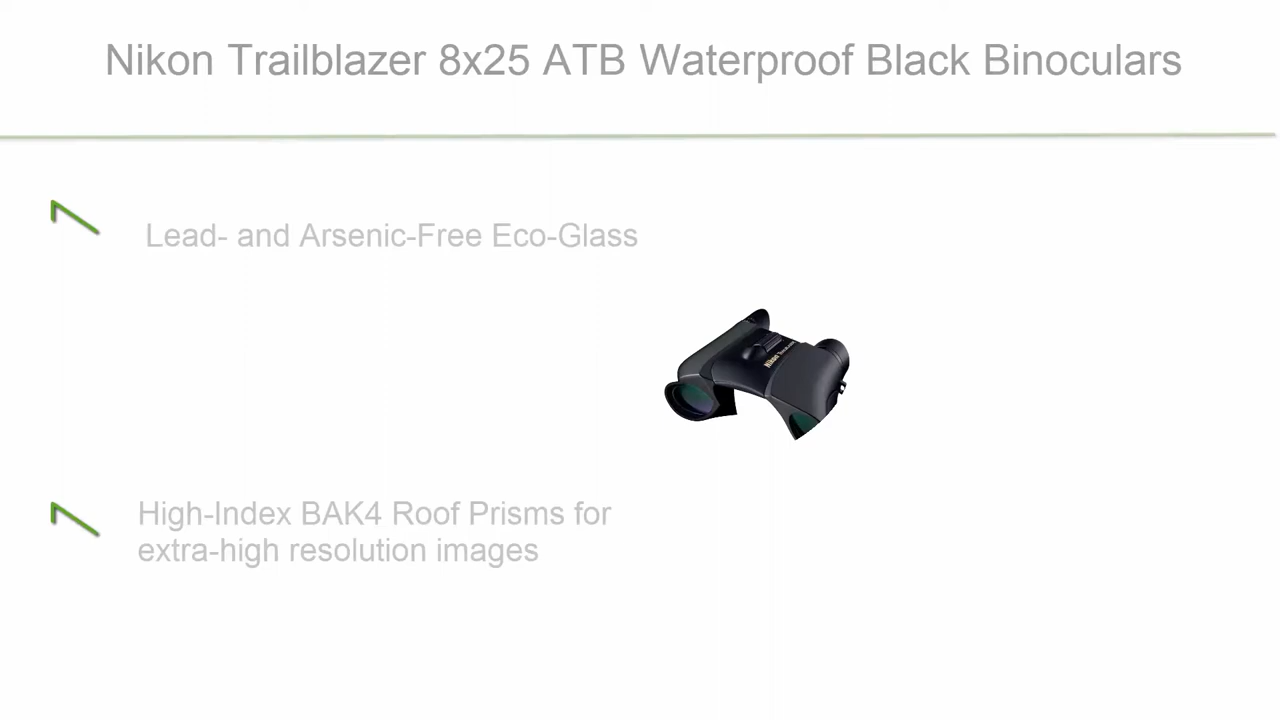 Nikon Trailblazer 8x25 ATB Waterproof Black Binoculars
Lead- and Arsenic-Free Eco-Glass
Nikon
High-Index BAK4 Roof Prisms for
extra-high resolution images